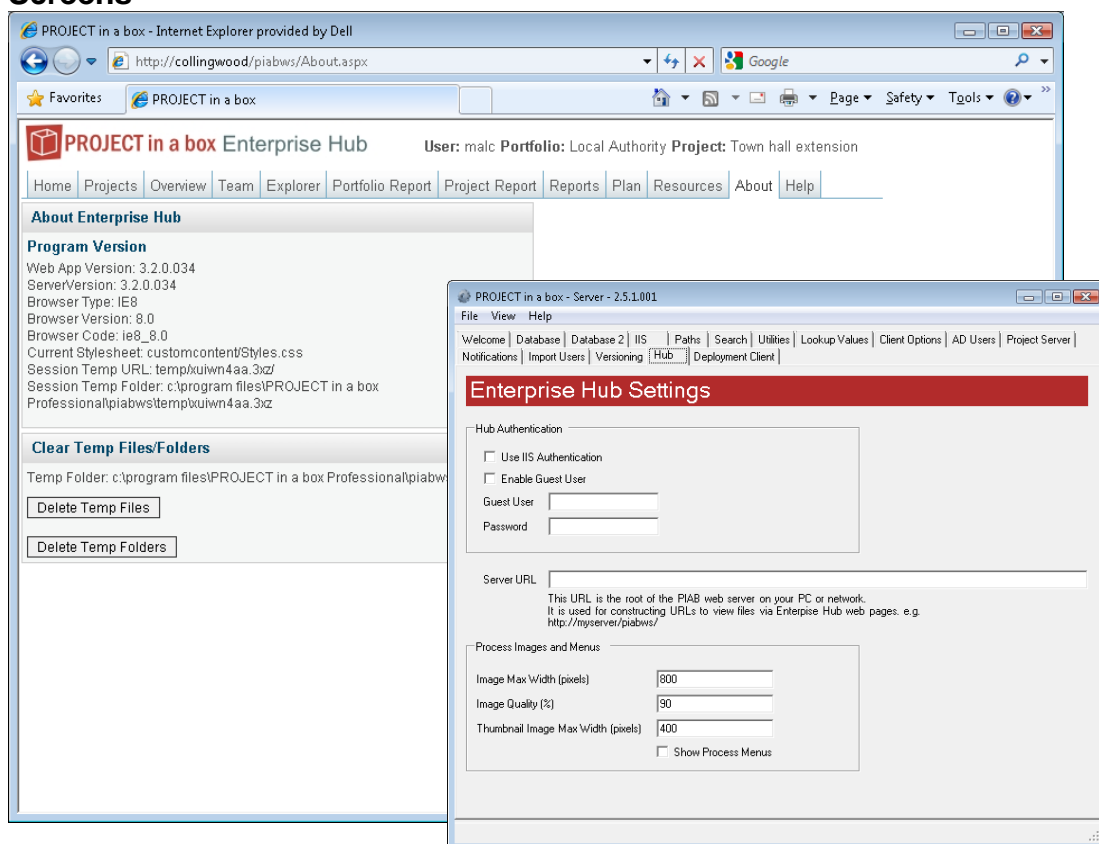 Screens
PROJECT in a box - Internet Explorer provided by Dell
http://collingwood/piabws/About.aspx
Google
Favorites
PROJECT in a box
Page
Safety
Tools
PROJECT in a box Enterprise Hub
User: malc Portfolio: Local Authority Project: Town hall extension
Home Projects Overview Team Explorer Portfolio Report Project Report Reports Plan Resources About Help
About Enterprise Hub
Program Version
Web App Version: 3.2.0.034
ServerVersion: 3.2.0.034
Browser Type: IE8
Browser Version: 8.0
Browser Code: ie8_8.0
Current Stylesheet: customcontent/Styles.css
Session Temp URL: temp/xuiwn4aa.3xz/
Session Temp Folder: c:\program files\PROJECT in a box
Professional\piabws\temp\xuiwn4aa.3xz
Clear Temp Files/Folders
Temp Folder: c:\program files\PROJECT in a box Professional\piabw
Delete Temp Files
Delete Temp Folders
PROJECT in a box - Server - 2.5.1.001
File View Help
Welcome Database Database 2 IIS Paths Search Utilities Lookup Values Client Options AD Users Project Server
Notifications Import Users Versioning Hub Deployment Client
Enterprise Hub Settings
Hub Authentication
Use IIS Authentication
Enable Guest User
Guest User
Password
Server URL
This URL is the root of the PIAB web server on your PC or network.
It is used for constructing URLs to view files via Enterpise Hub web pages. e.g.
http://myserver/piabws/
Process Images and Menus
Image Max Width (pixels) 800
Image Quality (%) 90
Thumbnail Image Max Width (pixels) 400
Show Process Menus